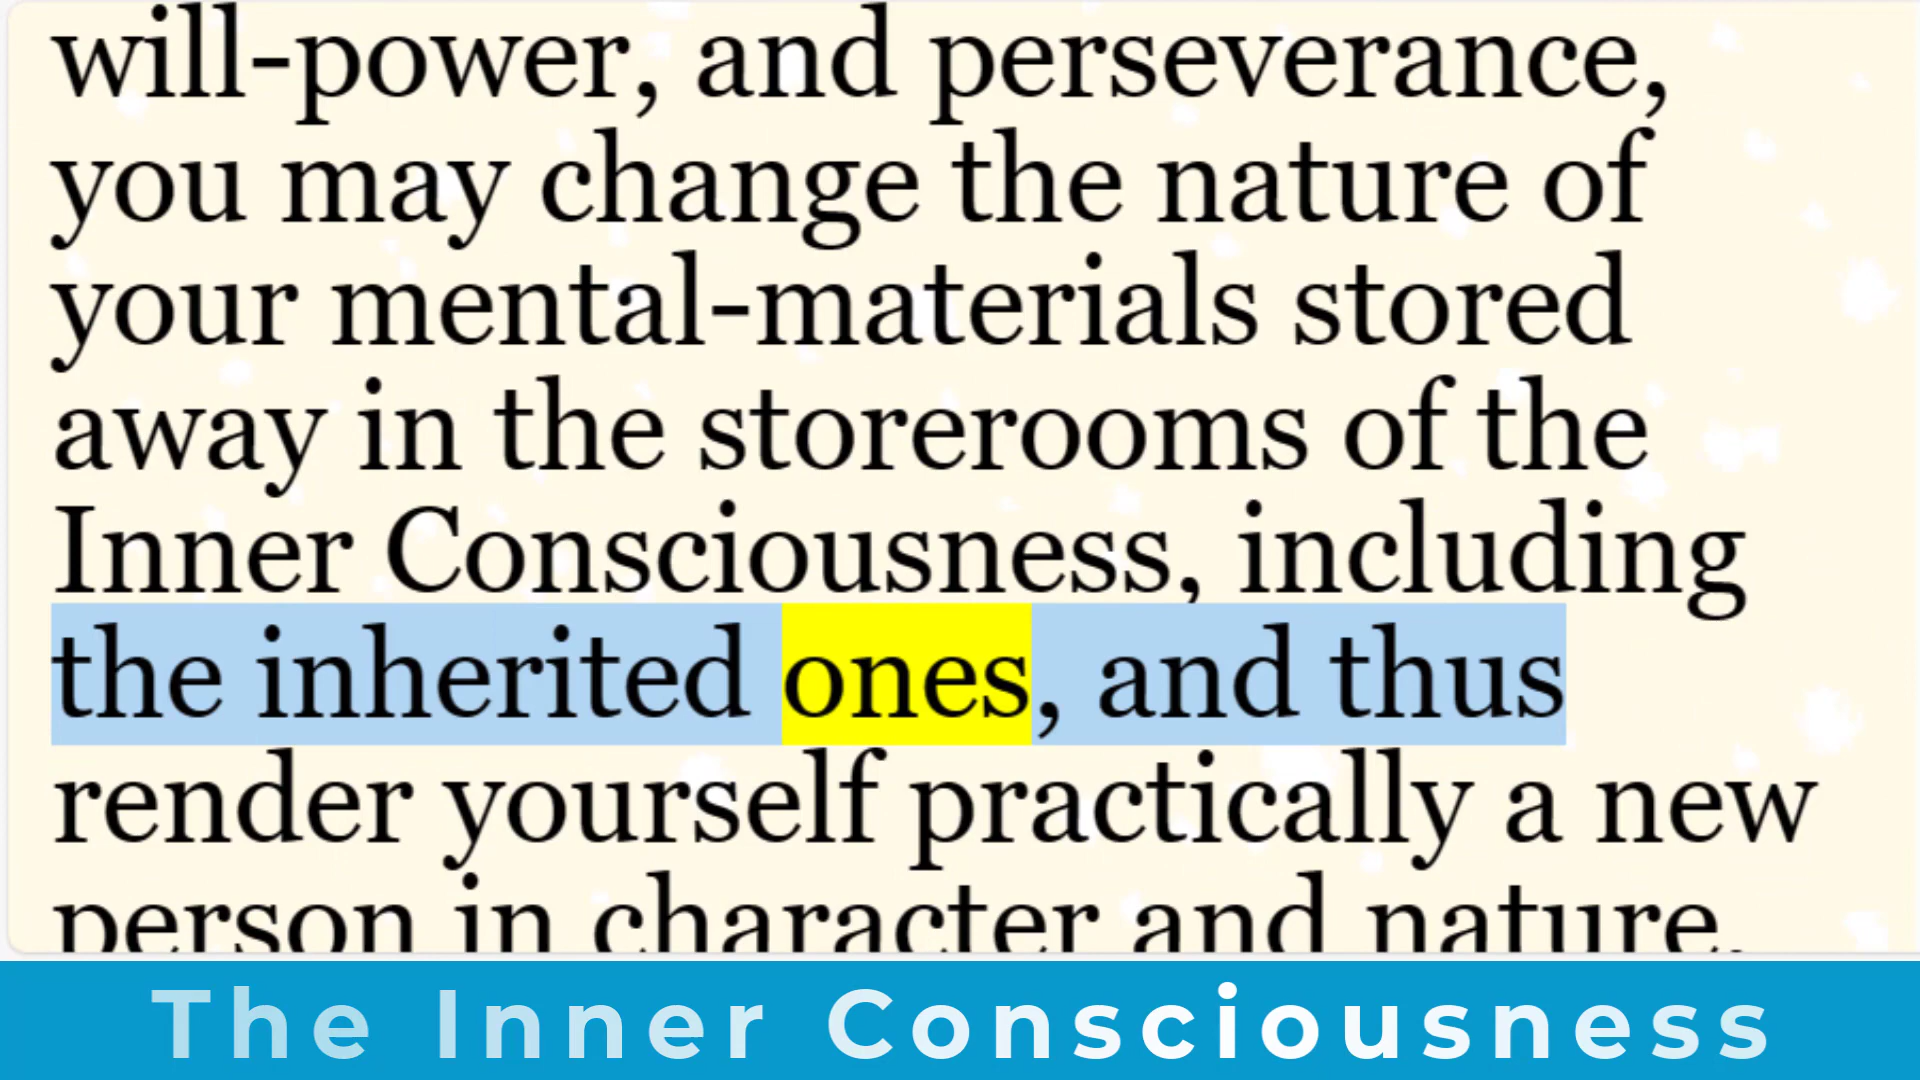 will-power, and perseverance,
you may change the nature of
your mental-materials stored
away in the storerooms of the
Inner Consciousness, including
the inherited ones, and thus
render yourself practically a new
person in character and nature.
The Inner Consciousness